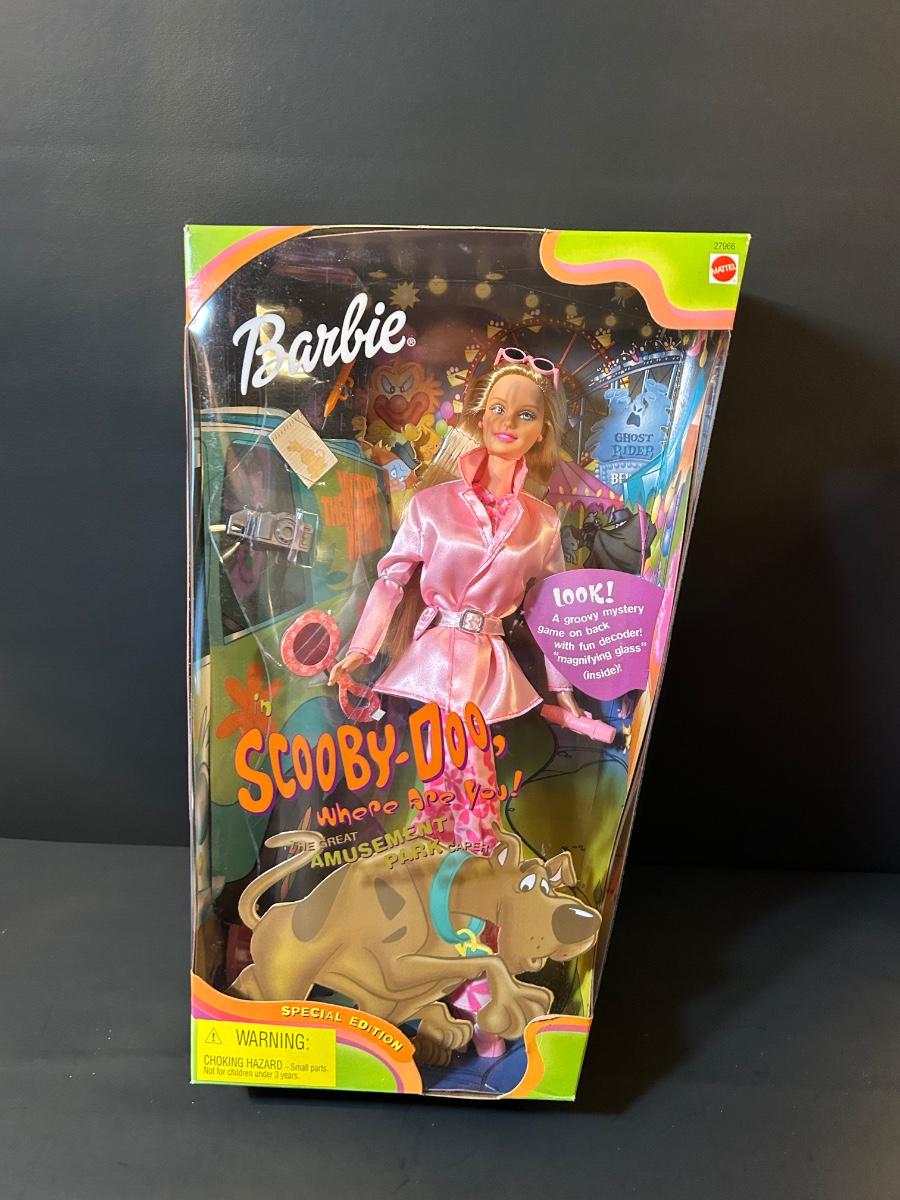 27966
MATTEL
Barbie®
GHOST
RIDER
LOOK!
A groovy mystery
game on back
with fun decoder!
"magnifying glass"
(inside)!
in
SCOOBY-DOO,
Where Are You!
THE GREAT
AMUSEMENT
PARK CAPER
SPECIAL EDITION
WARNING:
CHOKING HAZARD – Small parts.
Not for children under 3 years.